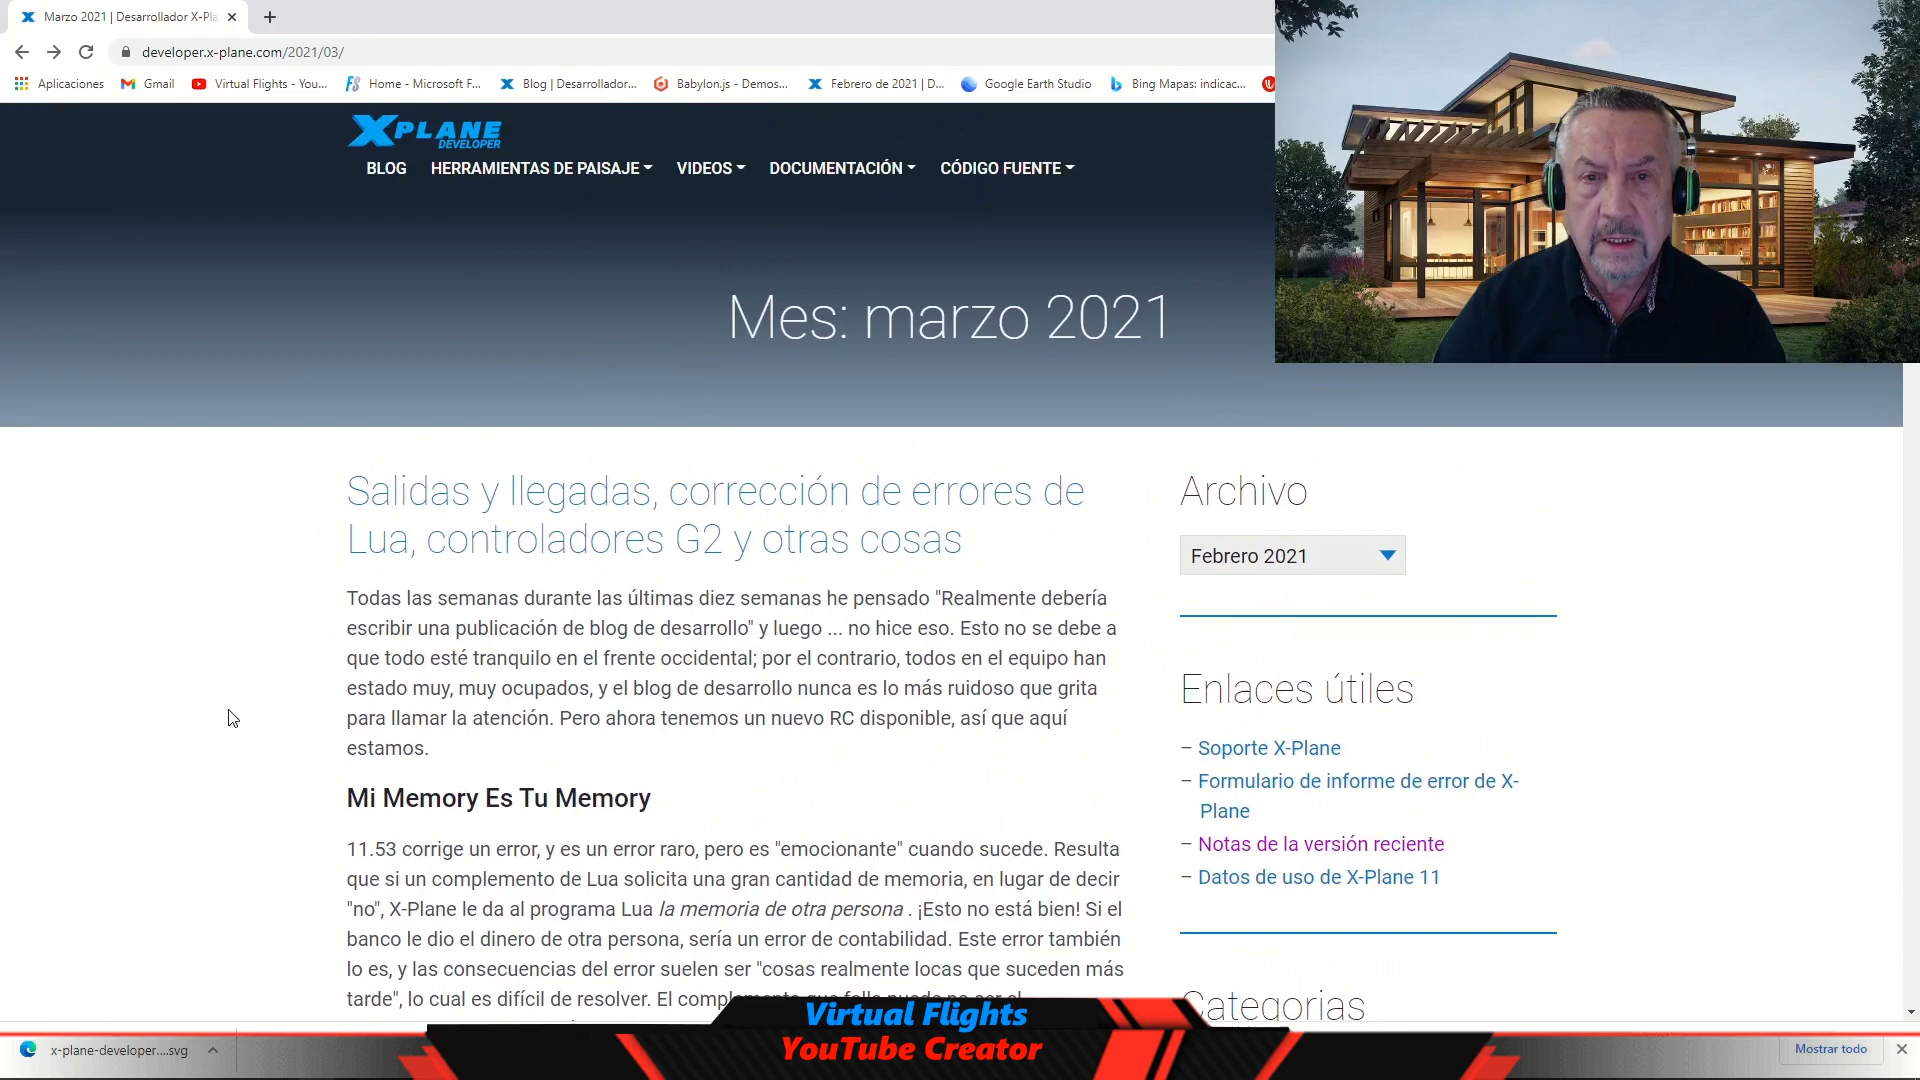 Marzo 2021 | Desarrollador X-Pla
developer.x-plane.com/2021/03/
Aplicaciones
Gmail
Virtual Flights - You...
Home - Microsoft F...
Blog | Desarrollador...
Babylon.js - Demos...
Febrero de 2021 | D...
Google Earth Studio
Bing Mapas: indicac...
X PLANE
DEVELOPER
BLOG
HERRAMIENTAS DE PAISAJE
VIDEOS
DOCUMENTACIÓN
CÓDIGO FUENTE
Mes: marzo 2021
Salidas y llegadas, corrección de errores de
Lua, controladores G2 y otras cosas
Todas las semanas durante las últimas diez semanas he pensado "Realmente debería
escribir una publicación de blog de desarrollo" y luego ... no hice eso. Esto no se debe a
que todo esté tranquilo en el frente occidental; por el contrario, todos en el equipo han
estado muy, muy ocupados, y el blog de desarrollo nunca es lo más ruidoso que grita
para llamar la atención. Pero ahora tenemos un nuevo RC disponible, así que aquí
estamos.
Mi Memory Es Tu Memory
11.53 corrige un error, y es un error raro, pero es "emocionante" cuando sucede. Resulta
que si un complemento de Lua solicita una gran cantidad de memoria, en lugar de decir
"no", X-Plane le da al programa Lua la memoria de otra persona . ¡Esto no está bien! Si el
banco le dio el dinero de otra persona, sería un error de contabilidad. Este error también
lo es, y las consecuencias del error suelen ser "cosas realmente locas que suceden más
tarde", lo cual es difícil de resolver. El complemento que falla puede no ser el
Archivo
Febrero 2021
Enlaces útiles
– Soporte X-Plane
– Formulario de informe de error de X-
Plane
– Notas de la versión reciente
– Datos de uso de X-Plane 11
Categorias
Virtual Flights
YouTube Creator
x-plane-developer....svg
Mostrar todo